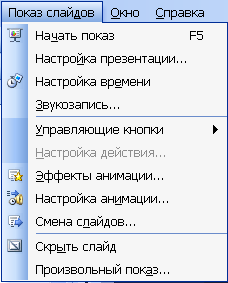 Показ слайдов Окно Справка
Начать показ F5
Настройка презентации...
Настройка времени
Звукозапись...
Управляющие кнопки
Настройка действия...
Эффекты анимации...
Настройка анимации...
Смена слайдов...
Скрыть слайд
Произвольный показ...